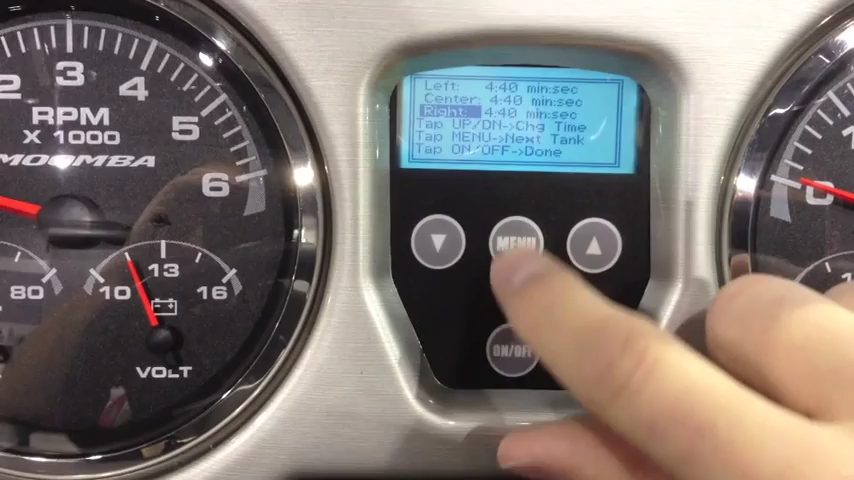 Left: 4:40 min:sec
Center: 4:40 min:sec
Right: 4:40 min:sec
Tap UP/DN->Chg Time
Tap MENU->Next Tank
Tap ON/OFF->Done
MENU
ON/OFF
2 3 4 5 6
RPM
X 1000
MOOMBA
80
10 13 16
VOLT
0